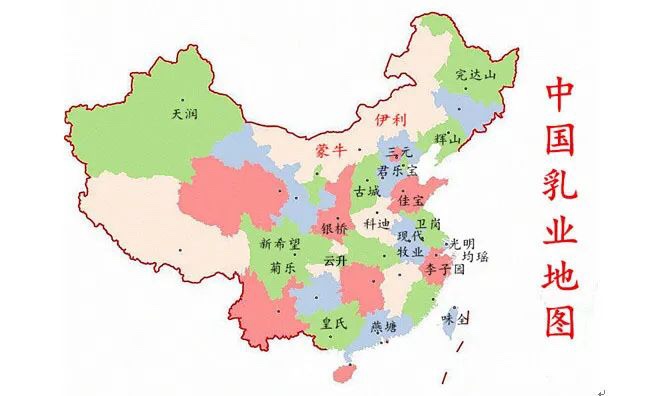 中国乳业地图
完达山
天润
伊利
辉山
蒙牛
三元
君乐宝
古城
佳宝
银桥
科迪
卫岗
现代
牧业
光明
均瑶
新希望
菊乐
云升
李子园
皇氏
燕塘
味全